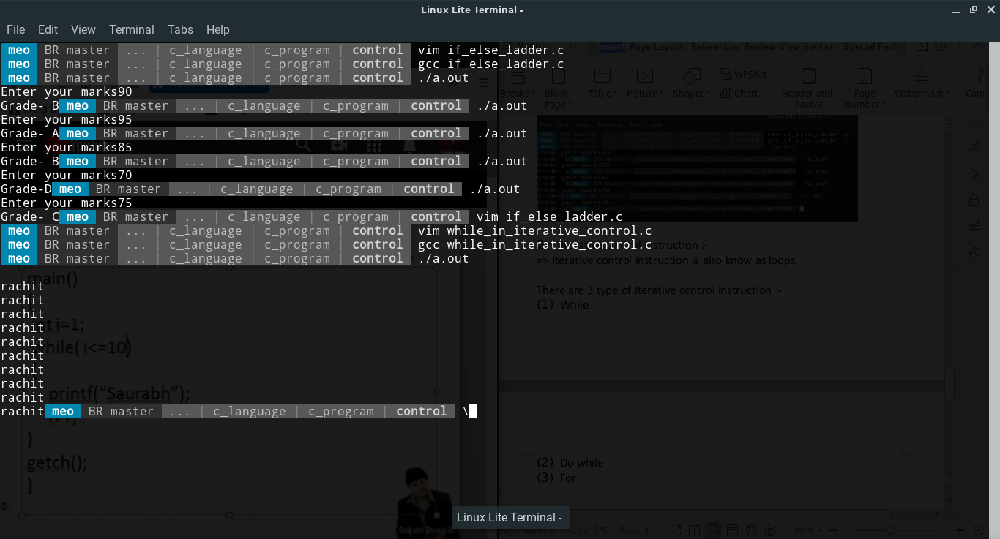 Linux Lite Terminal -
File Edit View Terminal Tabs Help
meo BR master ... | c_language | c_program | control vim if_else_ladder.c
meo BR master ... | c_language | c_program | control gcc if_else_ladder.c
meo BR master ... | c_language | c_program | control ./a.out
Enter your marks90
Grade- B meo BR master ... | c_language | c_program | control ./a.out
Enter your marks95
Grade- A meo BR master ... | c_language | c_program | control ./a.out
Enter your marks85
Grade- B meo BR master ... | c_language | c_program | control ./a.out
Enter your marks70
Grade-D meo BR master ... | c_language | c_program | control ./a.out
Enter your marks75
Grade- C meo BR master ... | c_language | c_program | control vim if_else_ladder.c
meo BR master ... | c_language | c_program | control vim while_in_iterative_control.c
meo BR master ... | c_language | c_program | control gcc while_in_iterative_control.c
meo BR master ... | c_language | c_program | control ./a.out
rachit
rachit
rachit
rachit
rachit
rachit
rachit
rachit
rachit
rachit meo BR master ... | c_language | c_program | control \
main()
i=1;
while( i<=10)
printf(“Saurabh”);
}
getch();
}
Insert Page Layout References Review View Section Special Feat
Breaks Blank Page Table Picture Shapes WPSArt Chart Header and Footer Page Number Watermark Com
struction :-
=> Iterative control instruction is also know as loops.
There are 3 type of Iterative control instruction :-
(1) While
(2) Do while
(3) For
Page: 5/5 Row: 3 90%
Linux Lite Terminal -